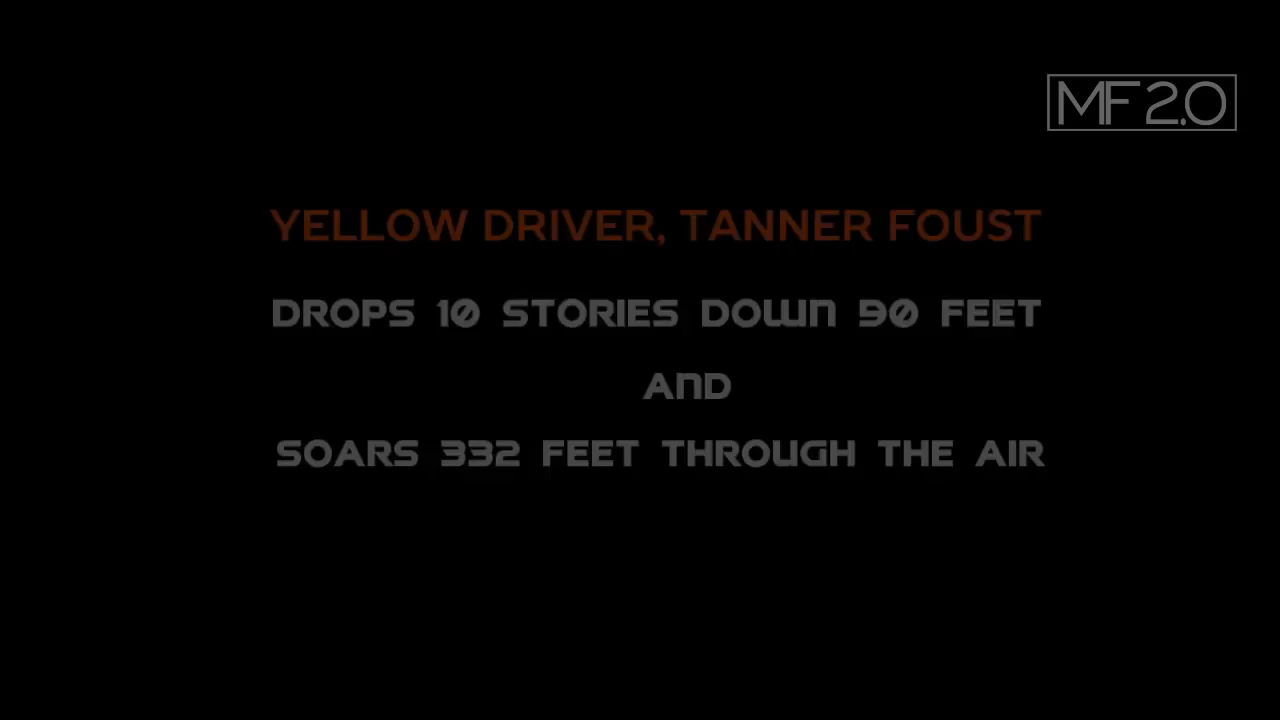 MF 2.0
YELLOW DRIVER, TANNER FOUST
DROPS 10 STORIES DOWN 90 FEET
AND
SOARS 332 FEET THROUGH THE AIR